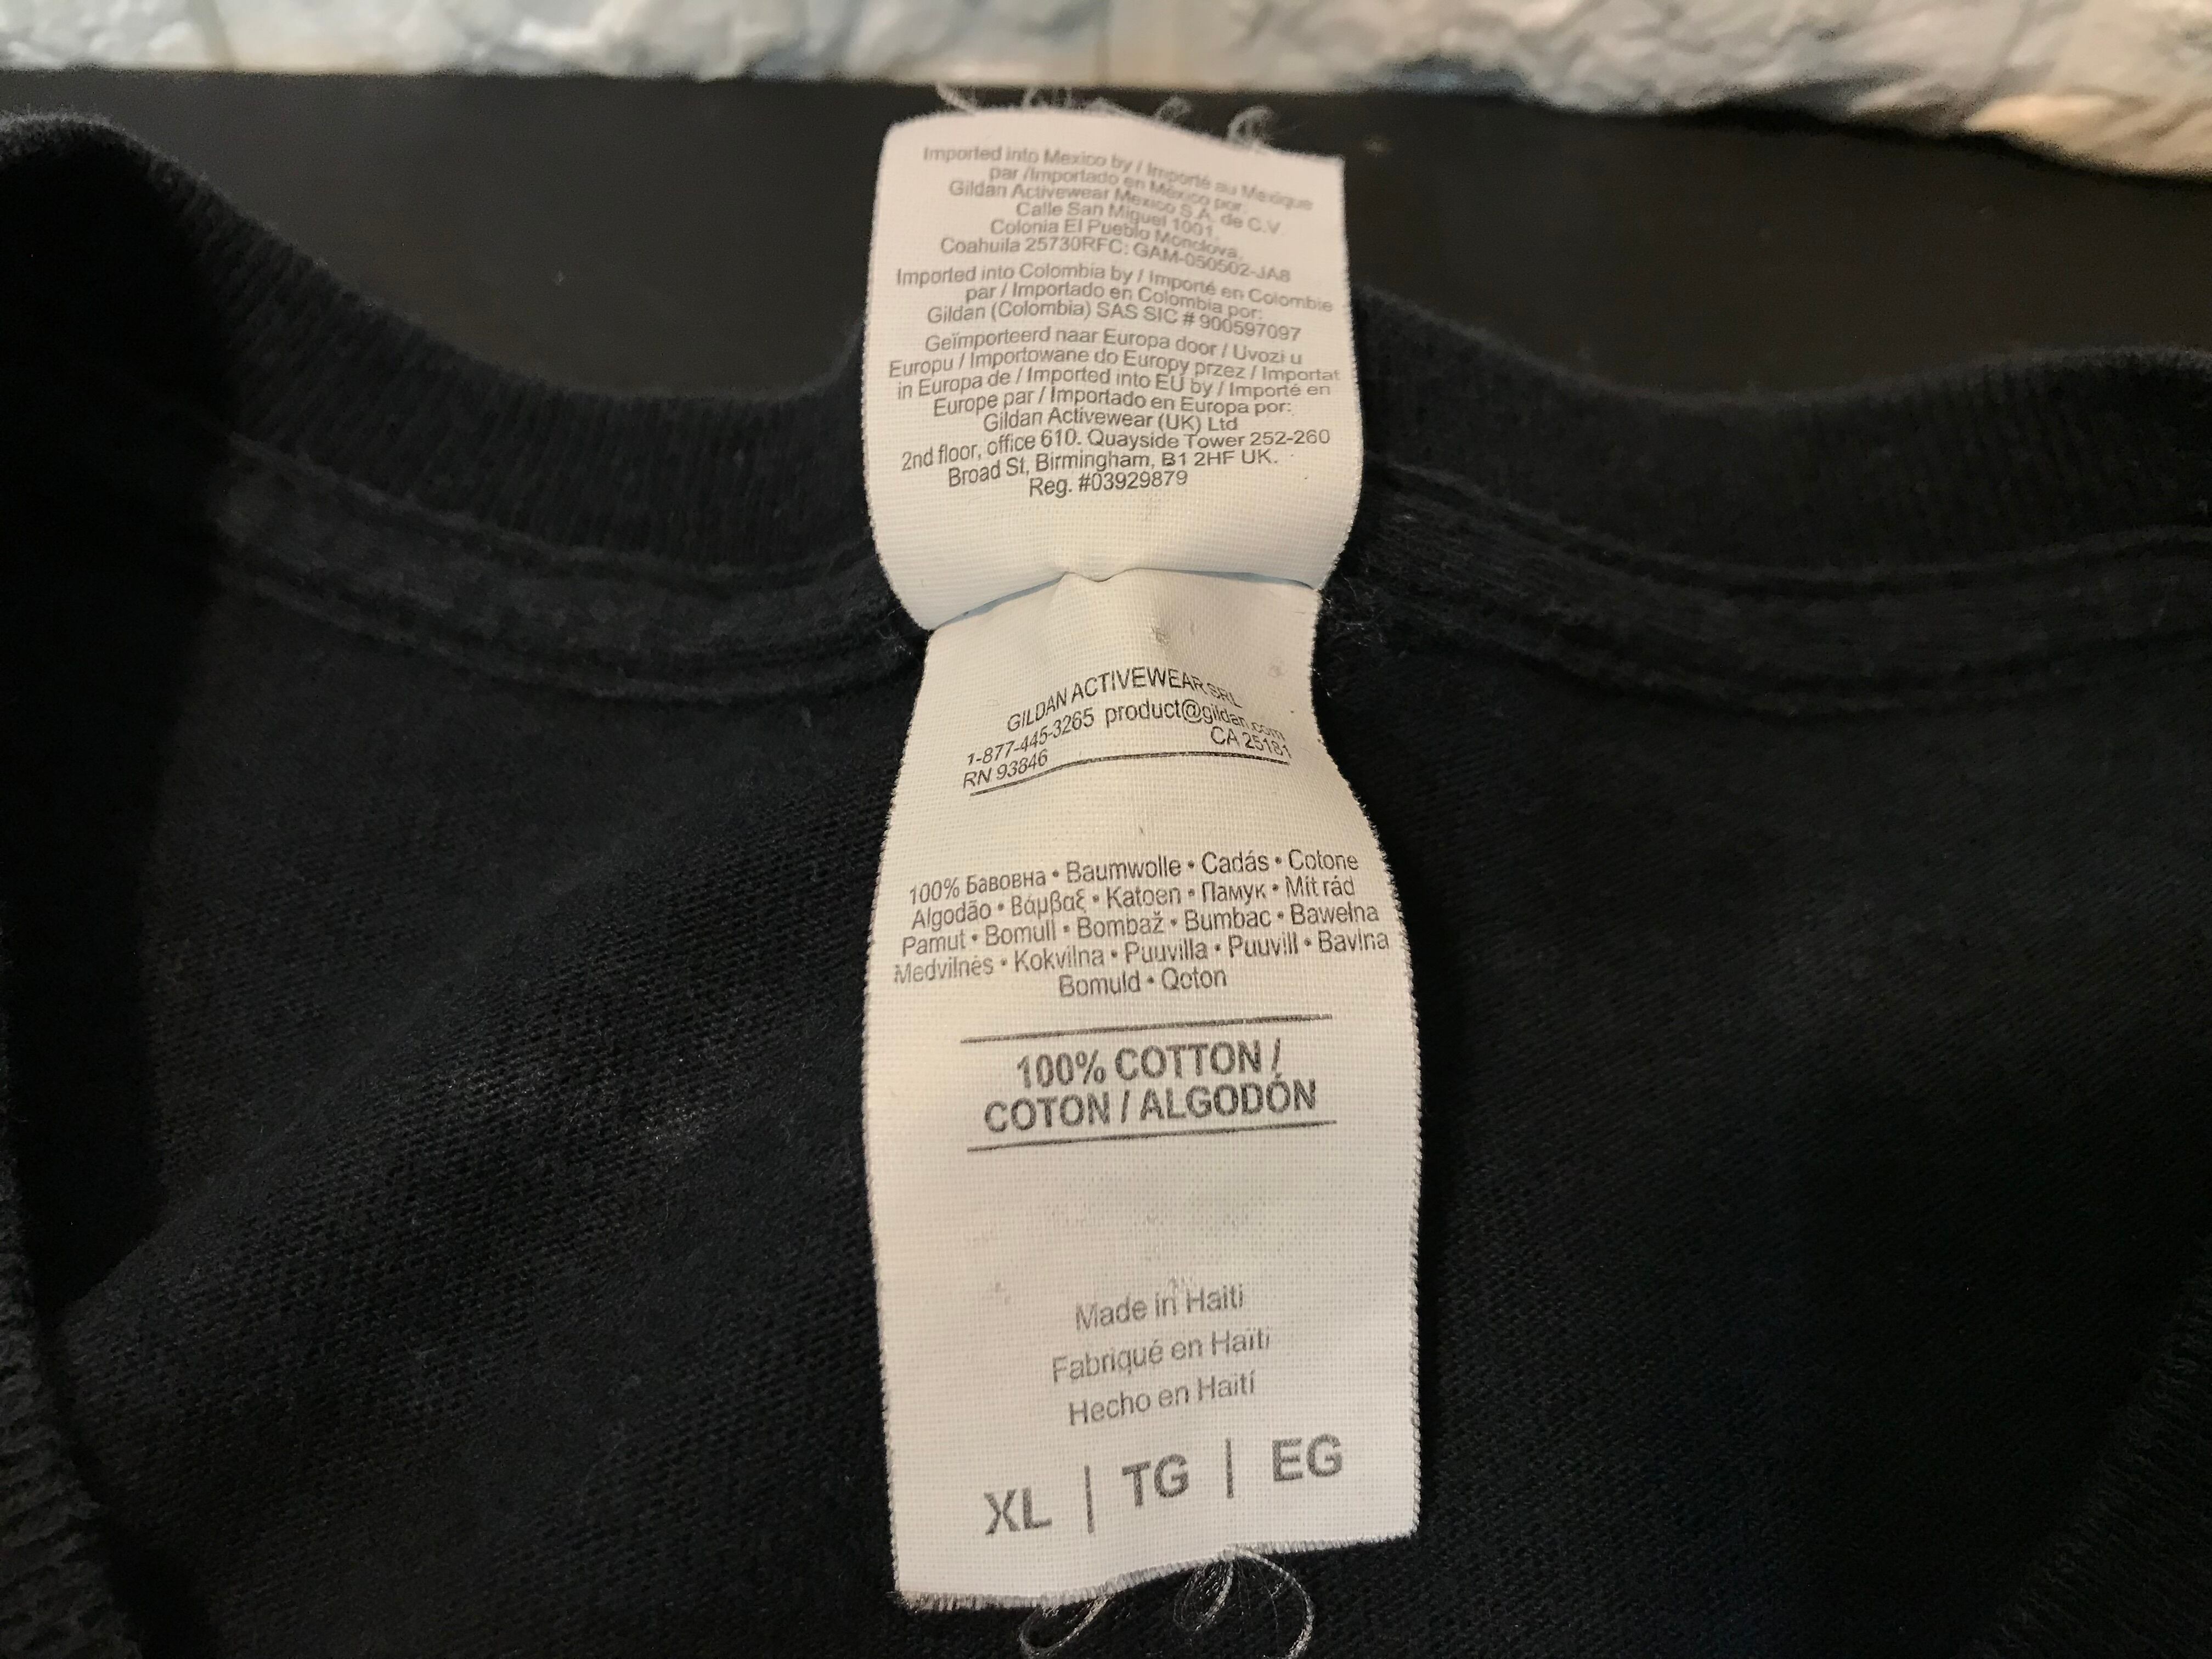 Imported into Mexico by / Importé au Mexique
par /Importado en México por
Gildan Activewear Mexico S.A. de C.V.
Calle San Miguel 1001,
Colonia El Pueblo Monclova,
Coahuila 25730RFC: GAM-050502-JA8
Imported into Colombia by / Importé en Colombie
par / Importado en Colombia por:
Gildan (Colombia) SAS SIC # 900597097
Geïmporteerd naar Europa door / Uvozi u
Europu / Importowane do Europy przez / Importat
in Europa de / Imported into EU by / Importé en
Europe par / Importado en Europa por:
Gildan Activewear (UK) Ltd
2nd floor, office 610. Quayside Tower 252-260
Broad St, Birmingham, B1 2HF UK.
Reg. #03929879
GILDAN ACTIVEWEAR SRL
1-877-445-3265 product@gildan.com
RN 93846 CA 25181
100% Бавовна • Baumwolle • Cadás • Cotone
Algodão • Βάμβαξ • Katoen • Памук • Mit rád
Pamut • Bomull • Bombaž • Bumbac • Bawełna
Medvilnės • Kokvilna • Puuvilla • Puuvill • Bavlna
Bomuld • Qoton
100% COTTON /
COTON / ALGODÓN
Made in Haiti
Fabriqué en Haïti
Hecho en Haití
XL | TG | EG